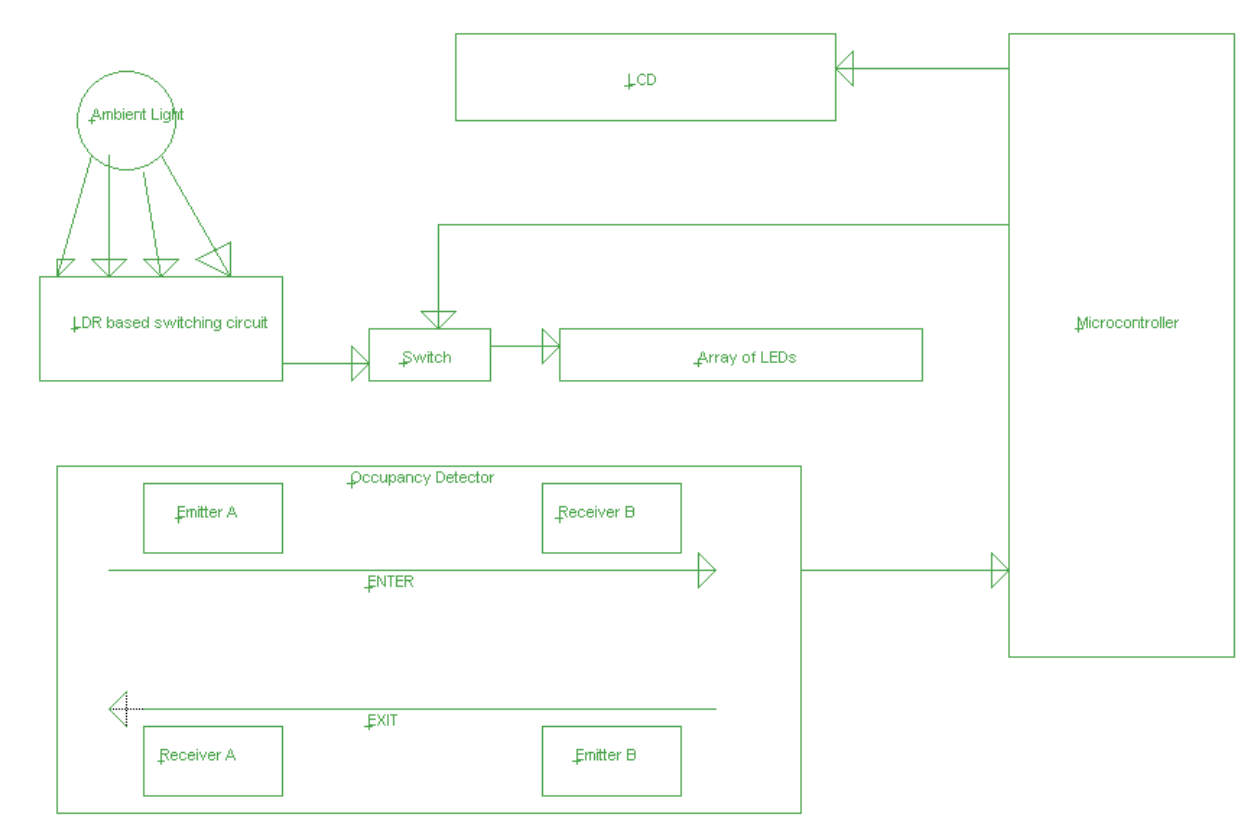 LCD
Ambient Light
LDR based switching circuit
Microcontroller
Switch
Array of LEDs
Occupancy Detector
Emitter A
Receiver B
ENTER
EXIT
Receiver A
Emitter B